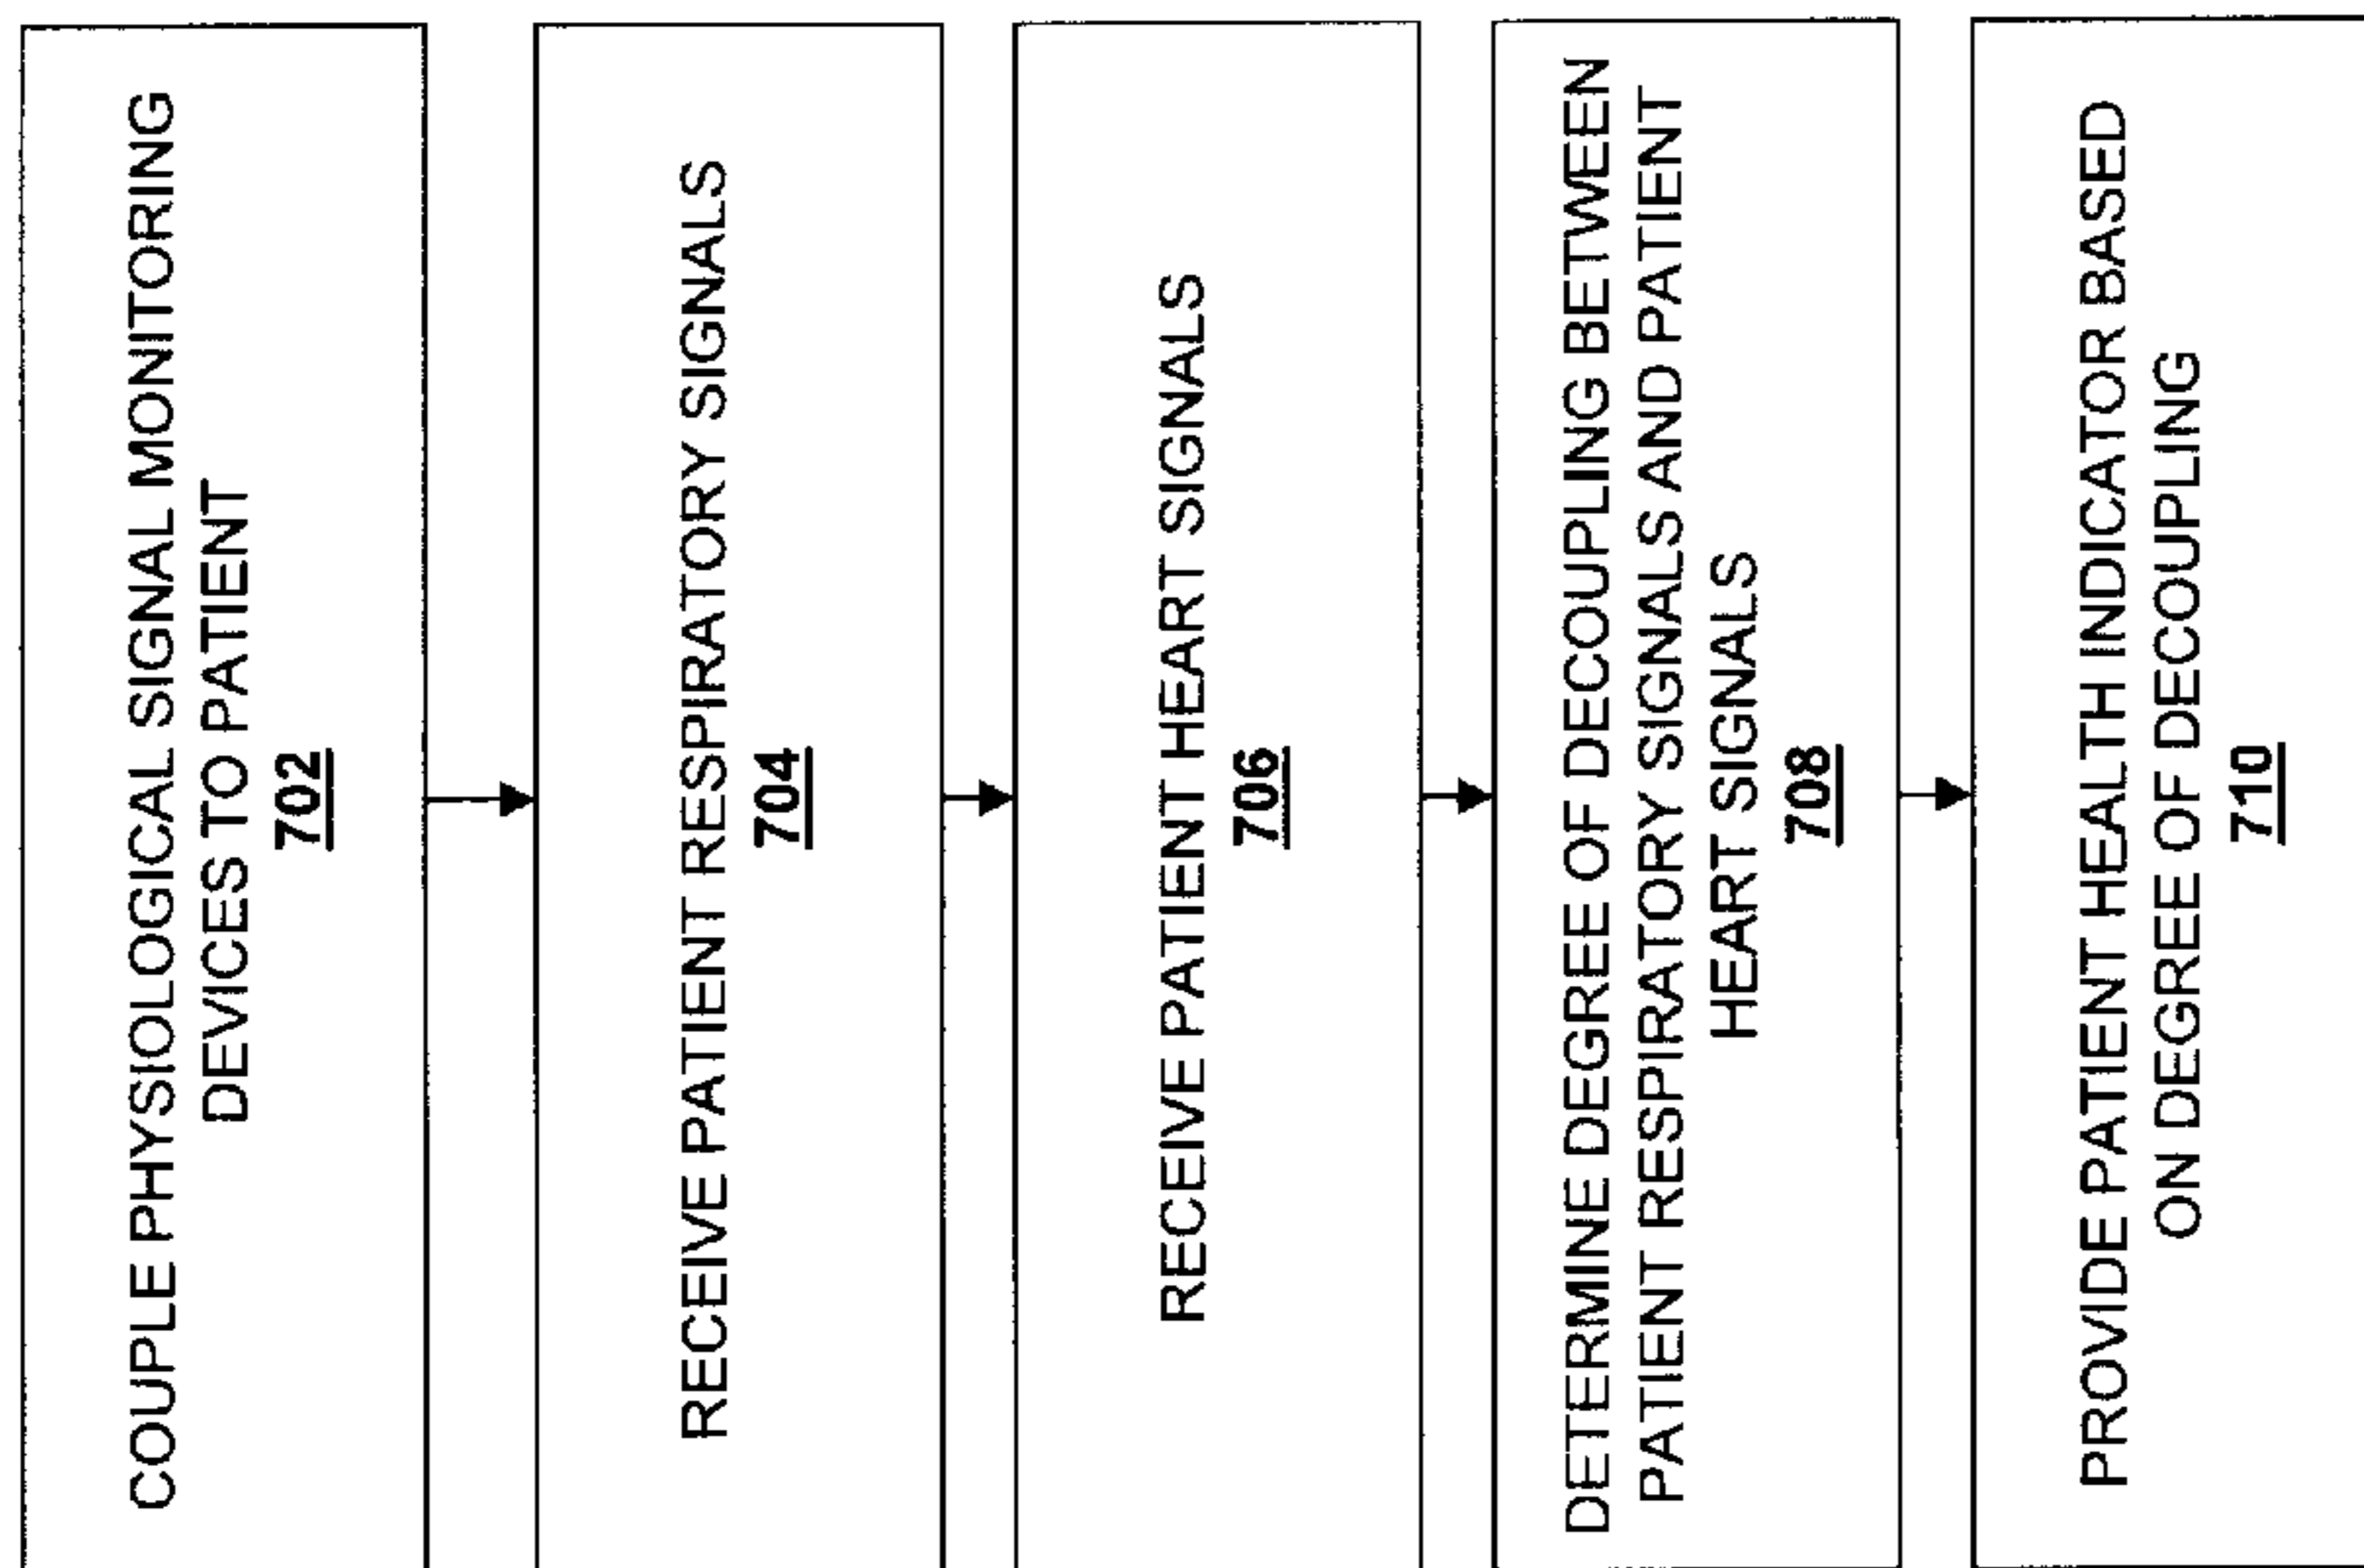 COUPLE PHYSIOLOGICAL SIGNAL MONITORING
DEVICES TO PATIENT
702
RECEIVE PATIENT RESPIRATORY SIGNALS
704
RECEIVE PATIENT HEART SIGNALS
706
DETERMINE DEGREE OF DECOUPLING BETWEEN
PATIENT RESPIRATORY SIGNALS AND PATIENT
HEART SIGNALS
708
PROVIDE PATIENT HEALTH INDICATOR BASED
ON DEGREE OF DECOUPLING
710